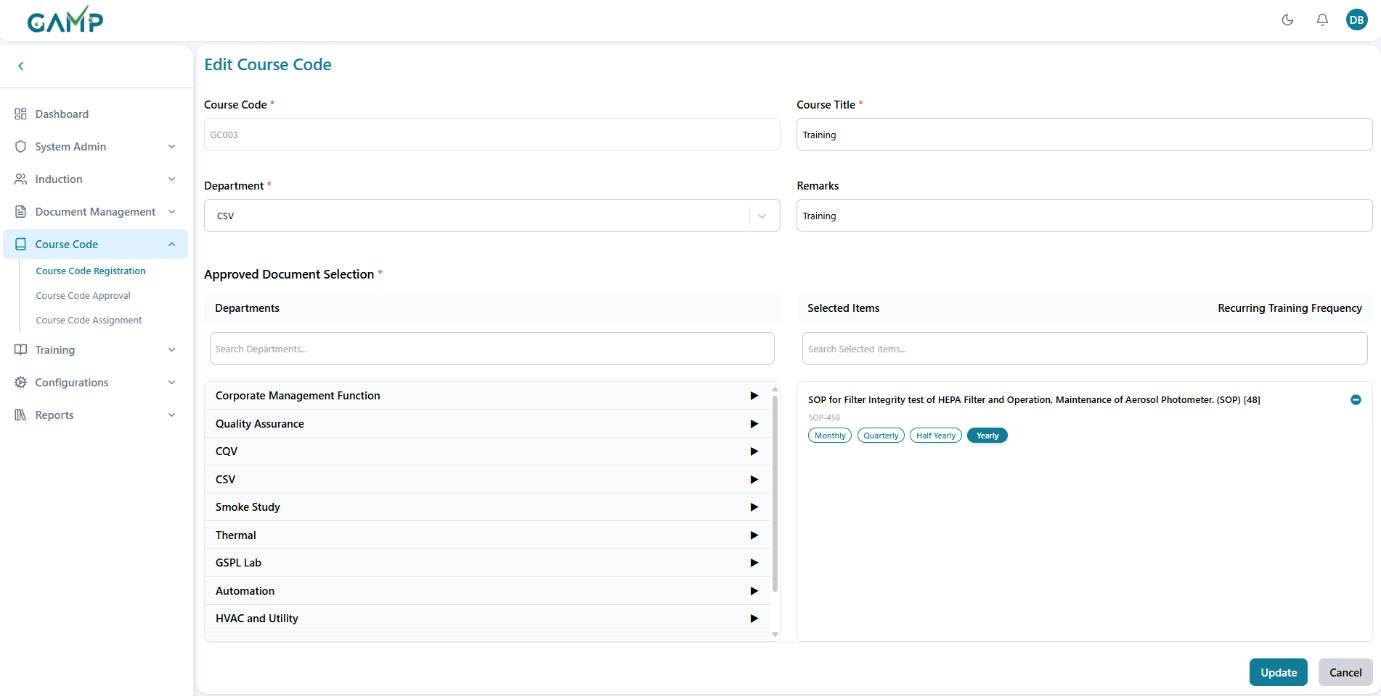 GAMP
DB
Edit Course Code
Dashboard
System Admin
Induction
Document Management
Course Code
Course Code Registration
Course Code Approval
Course Code Assignment
Training
Configurations
Reports
Course Code *
GC003
Course Title *
Training
Department *
CSV
Remarks
Training
Approved Document Selection *
Departments
Search Departments...
Corporate Management Function
Quality Assurance
CQV
CSV
Smoke Study
Thermal
GSPL Lab
Automation
HVAC and Utility
Selected Items Recurring Training Frequency
Search Selected Items...
SOP for Filter Integrity test of HEPA Filter and Operation, Maintenance of Aerosol Photometer. (SOP) [48]
SOP-458
Monthly Quarterly Half Yearly Yearly
Update Cancel